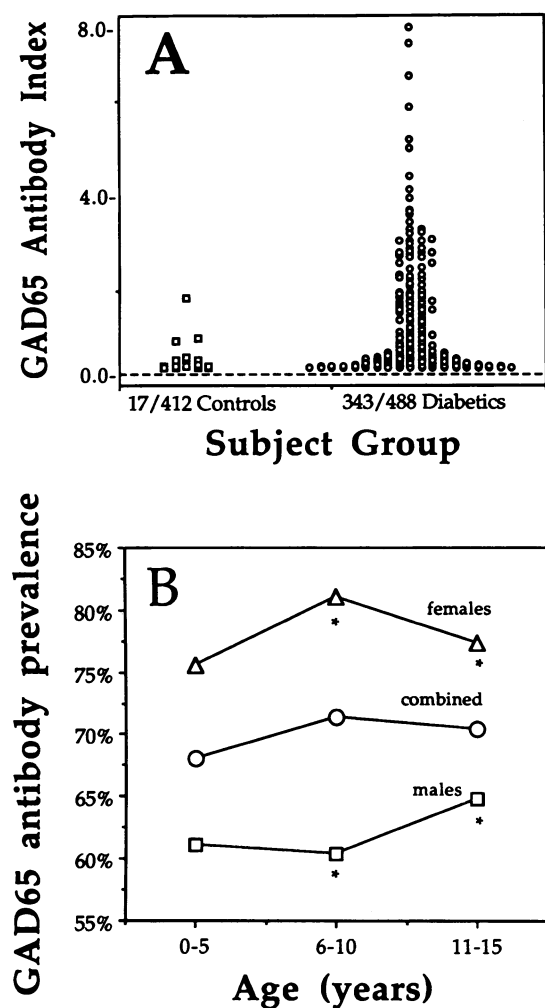 A
GAD65 Antibody Index
8.0-
4.0-
0.0-
17/412 Controls 343/488 Diabetics
Subject Group
B
GAD65 antibody prevalence
85%
80%
75%
70%
65%
60%
55%
females
*
*
combined
males
*
*
0-5 6-10 11-15
Age (years)